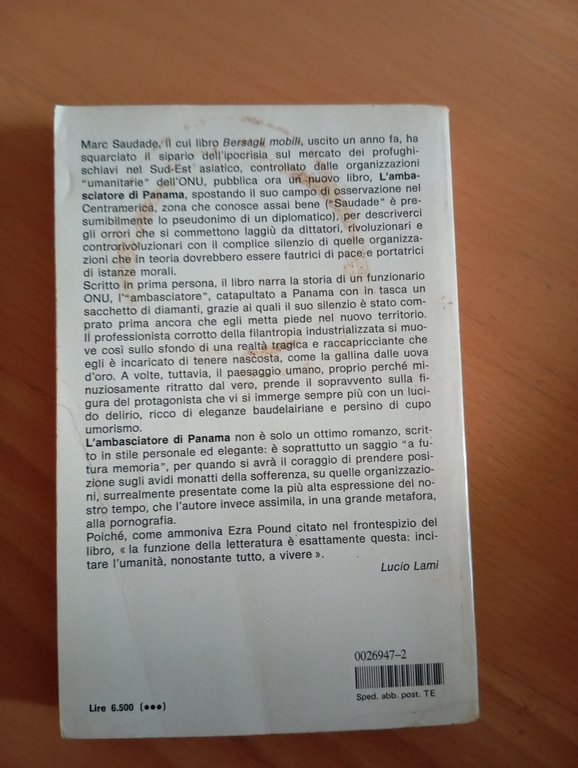 Marc Saudade, il cui libro Bersagli mobili, uscito un anno fa, ha
squarciato il sipario dell'ipocrisia sul mercato dei profughi-
schiavi nel Sud-Est asiatico, controllato dalle organizzazioni
"umanitarie" dell'ONU, pubblica ora un nuovo libro, L'amba-
sciatore di Panama, spostando il suo campo di osservazione nel
Centramerica, zona che conosce assai bene ("Saudade" è pre-
sumibilmente lo pseudonimo di un diplomatico), per descriverci
gli orrori che si commettono laggiù da dittatori, rivoluzionari e
controrivoluzionari con il complice silenzio di quelle organizza-
zioni che in teoria dovrebbero essere fautrici di pace e portatrici
di istanze morali.
Scritto in prima persona, il libro narra la storia di un funzionario
ONU, l'"ambasciatore", catapultato a Panama con in tasca un
sacchetto di diamanti, grazie ai quali il suo silenzio è stato com-
prato prima ancora che egli metta piede nel nuovo territorio.
Il professionista corrotto della filantropia industrializzata si muo-
ve così sullo sfondo di una realtà tragica e raccapricciante che
egli è incaricato di tenere nascosta, come la gallina dalle uova
d'oro. A volte, tuttavia, il paesaggio umano, proprio perché mi-
nuziosamente ritratto dal vero, prende il sopravvento sulla fi-
gura del protagonista che vi si immerge sempre più con un luci-
do delirio, ricco di eleganze baudelairiane e persino di cupo
umorismo.
L'ambasciatore di Panama non è solo un ottimo romanzo, scrit-
to in stile personale ed elegante: è soprattutto un saggio "a fu-
tura memoria", per quando si avrà il coraggio di prendere posi-
zione sugli avidi monatti della sofferenza, su quelle organizzazio-
ni, surrealmente presentate come la più alta espressione del no-
stro tempo, che l'autore invece assimila, in una grande metafora,
alla pornografia.
Poiché, come ammoniva Ezra Pound citato nel frontespizio del
libro, « la funzione della letteratura è esattamente questa: inci-
tare l'umanità, nonostante tutto, a vivere ».
Lucio Lami
0026947-2
Sped. abb. post. TE
Lire 6.500 (●●●)